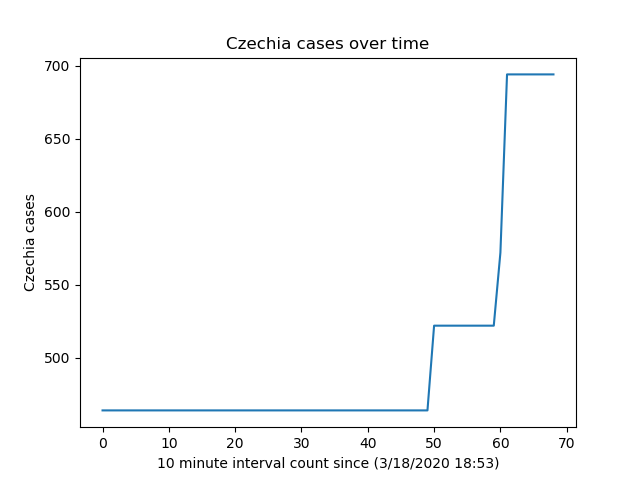 Czechia cases over time
700
650
600
550
500
Czechia cases
0 10 20 30 40 50 60 70
10 minute interval count since (3/18/2020 18:53)